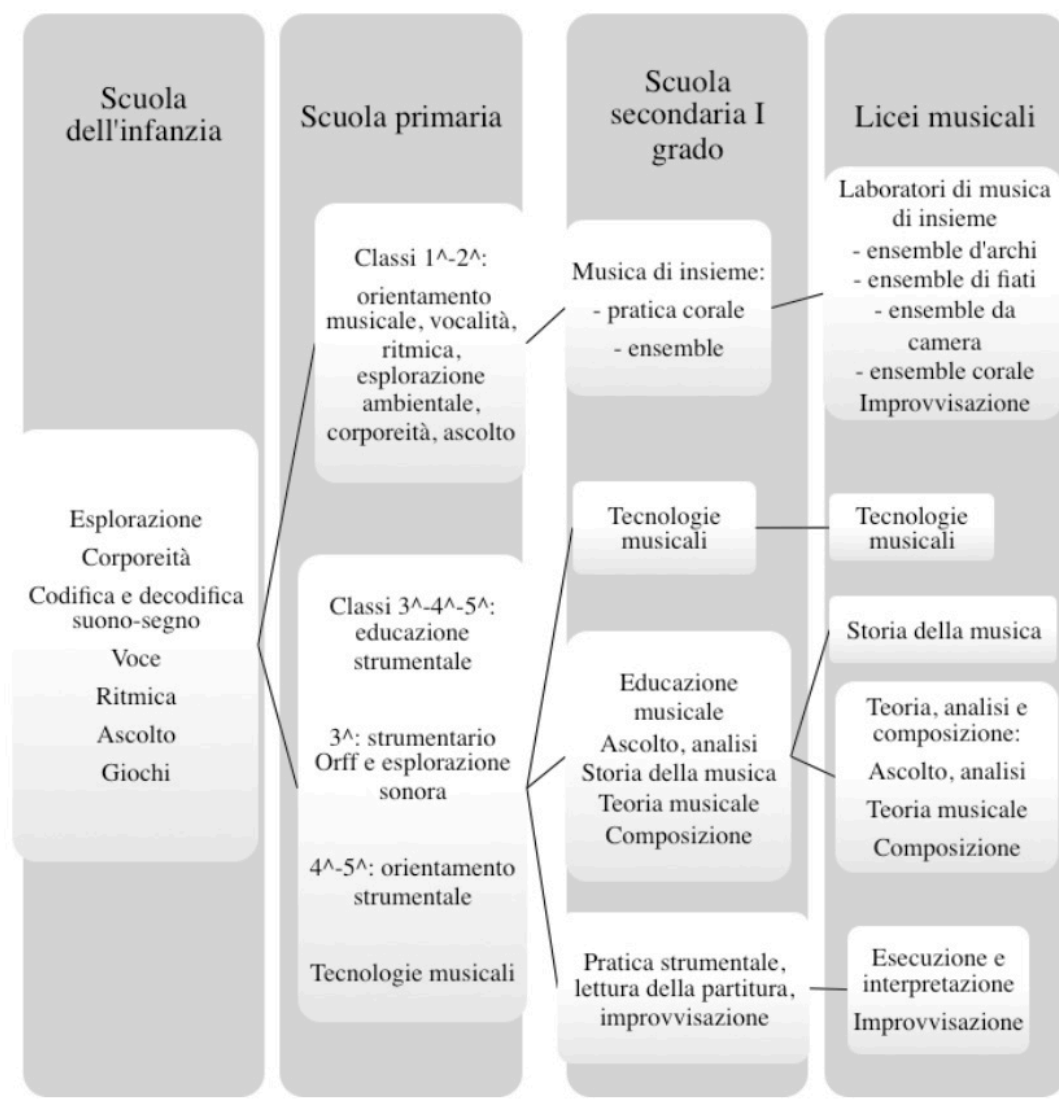 Scuola
dell'infanzia
Esplorazione
Corporeità
Codifica e decodifica
suono-segno
Voce
Ritmica
Ascolto
Giochi
Scuola primaria
Classi 1^-2^:
orientamento
musicale, vocalità,
ritmica,
esplorazione
ambientale,
corporeità, ascolto
Classi 3^-4^-5^:
educazione
strumentale
3^: strumentario
Orff e esplorazione
sonora
4^-5^: orientamento
strumentale
Tecnologie musicali
Scuola
secondaria I
grado
Musica di insieme:
- pratica corale
- ensemble
Tecnologie
musicali
Educazione
musicale
Ascolto, analisi
Storia della musica
Teoria musicale
Composizione
Pratica strumentale,
lettura della partitura,
improvvisazione
Licei musicali
Laboratori di musica
di insieme
- ensemble d'archi
- ensemble di fiati
- ensemble da
camera
- ensemble corale
Improvvisazione
Tecnologie
musicali
Storia della musica
Teoria, analisi e
composizione:
Ascolto, analisi
Teoria musicale
Composizione
Esecuzione e
interpretazione
Improvvisazione